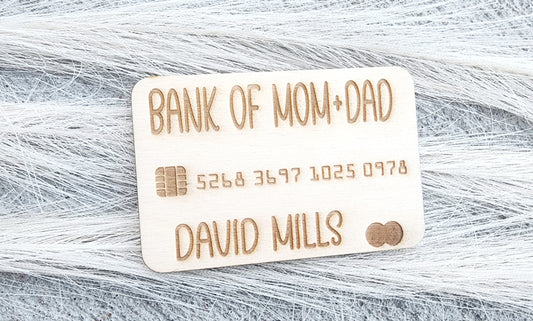 BANK OF MOM+DAD
5268 3697 1025 0978
DAVID MILLS